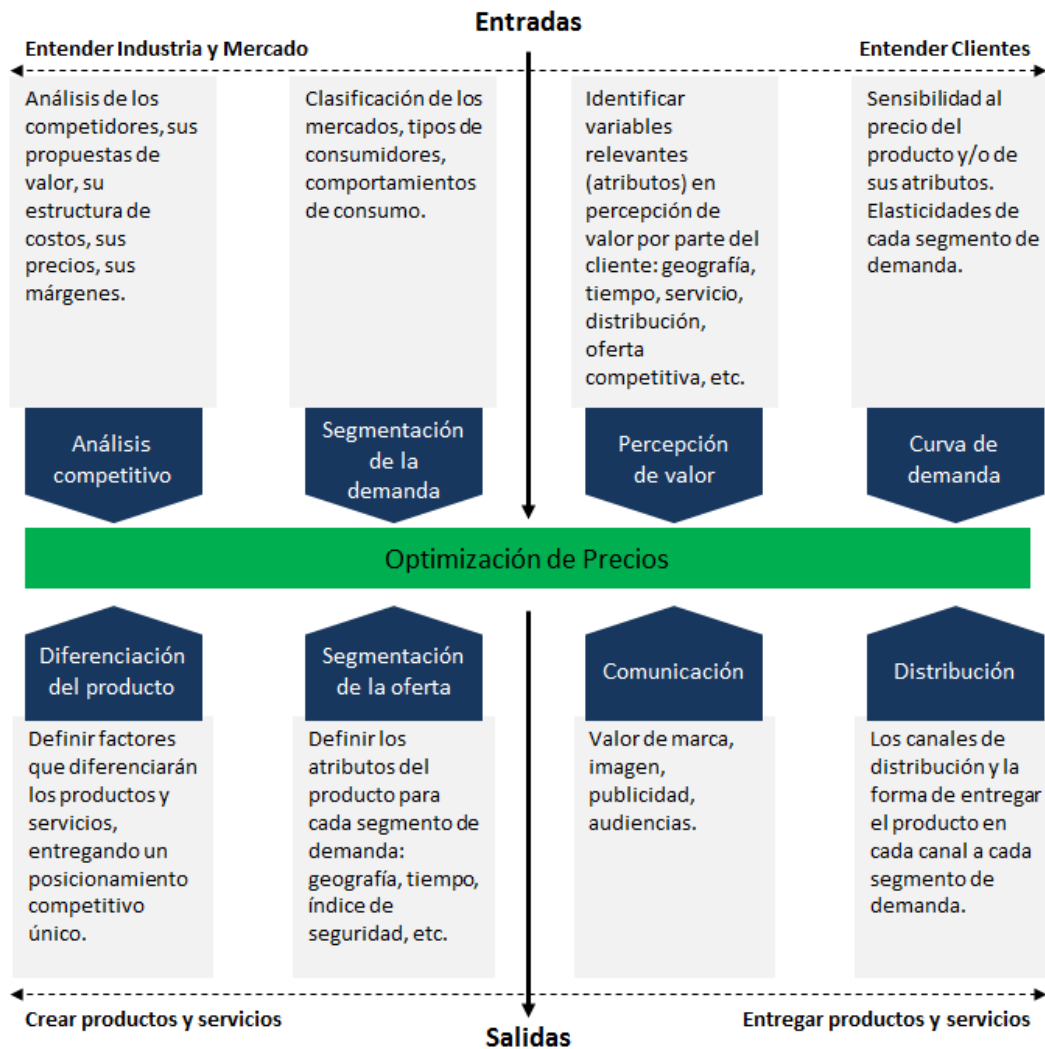 Entradas
Entender Industria y Mercado
Entender Clientes
Análisis de los
competidores, sus
propuestas de
valor, su
estructura de
costos, sus
precios, sus
márgenes.
Clasificación de los
mercados, tipos de
consumidores,
comportamientos
de consumo.
Identificar
variables
relevantes
(atributos) en
percepción de
valor por parte del
cliente: geografía,
tiempo, servicio,
distribución,
oferta
competitiva, etc.
Sensibilidad al
precio del
producto y/o de
sus atributos.
Elasticidades de
cada segmento de
demanda.
Análisis
competitivo
Segmentación
de la
demanda
Percepción
de valor
Curva de
demanda
Optimización de Precios
Diferenciación
del producto
Segmentación
de la oferta
Comunicación
Distribución
Definir factores
que diferenciarán
los productos y
servicios,
entregando un
posicionamiento
competitivo
único.
Definir los
atributos del
producto para
cada segmento de
demanda:
geografía, tiempo,
índice de
seguridad, etc.
Valor de marca,
imagen,
publicidad,
audiencias.
Los canales de
distribución y la
forma de entregar
el producto en
cada canal a cada
segmento de
demanda.
Crear productos y servicios
Entregar productos y servicios
Salidas